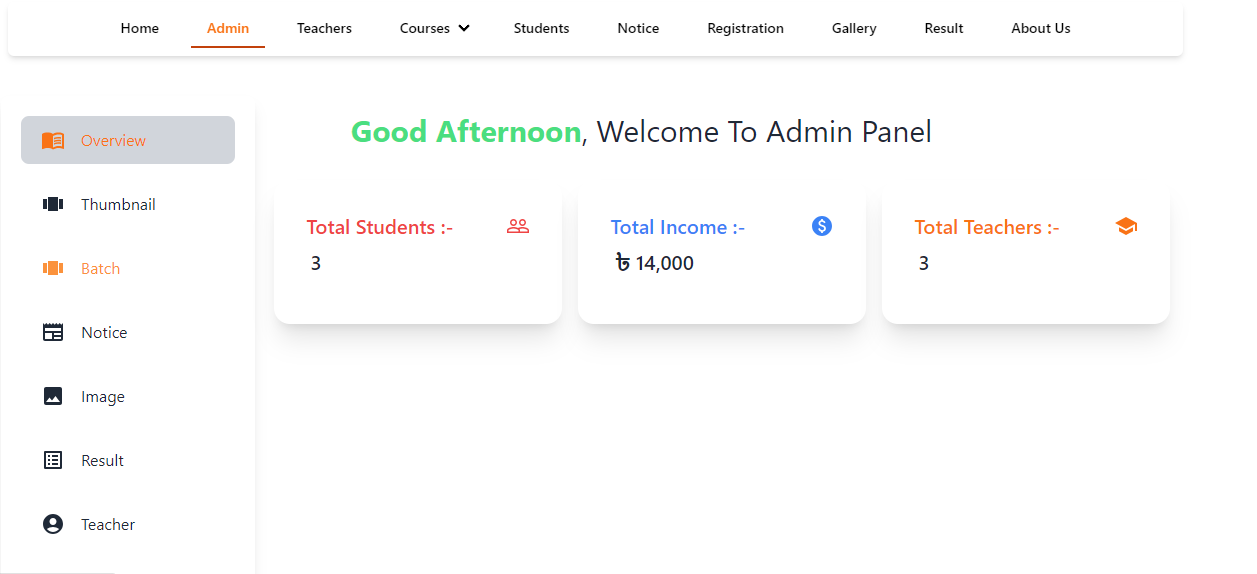 Home Admin Teachers Courses Students Notice Registration Gallery Result About Us
Overview
Thumbnail
Batch
Notice
Image
Result
Teacher
Good Afternoon, Welcome To Admin Panel
Total Students :-
3
Total Income :-
৳ 14,000
Total Teachers :-
3